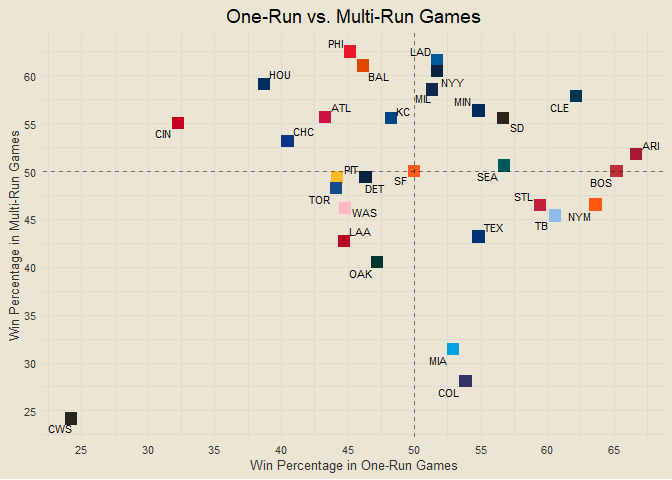 One-Run vs. Multi-Run Games
PHI
LAD
BAL
HOU
NYY
MIL
MIN
CLE
ATL
KC
SD
CIN
CHC
ARI
SEA
PIT
SF
BOS
DET
TOR
STL
NYM
WAS
TB
LAA
TEX
OAK
MIA
COL
CWS
Win Percentage in Multi-Run Games
60
55
50
45
40
35
30
25
25 30 35 40 45 50 55 60 65
Win Percentage in One-Run Games